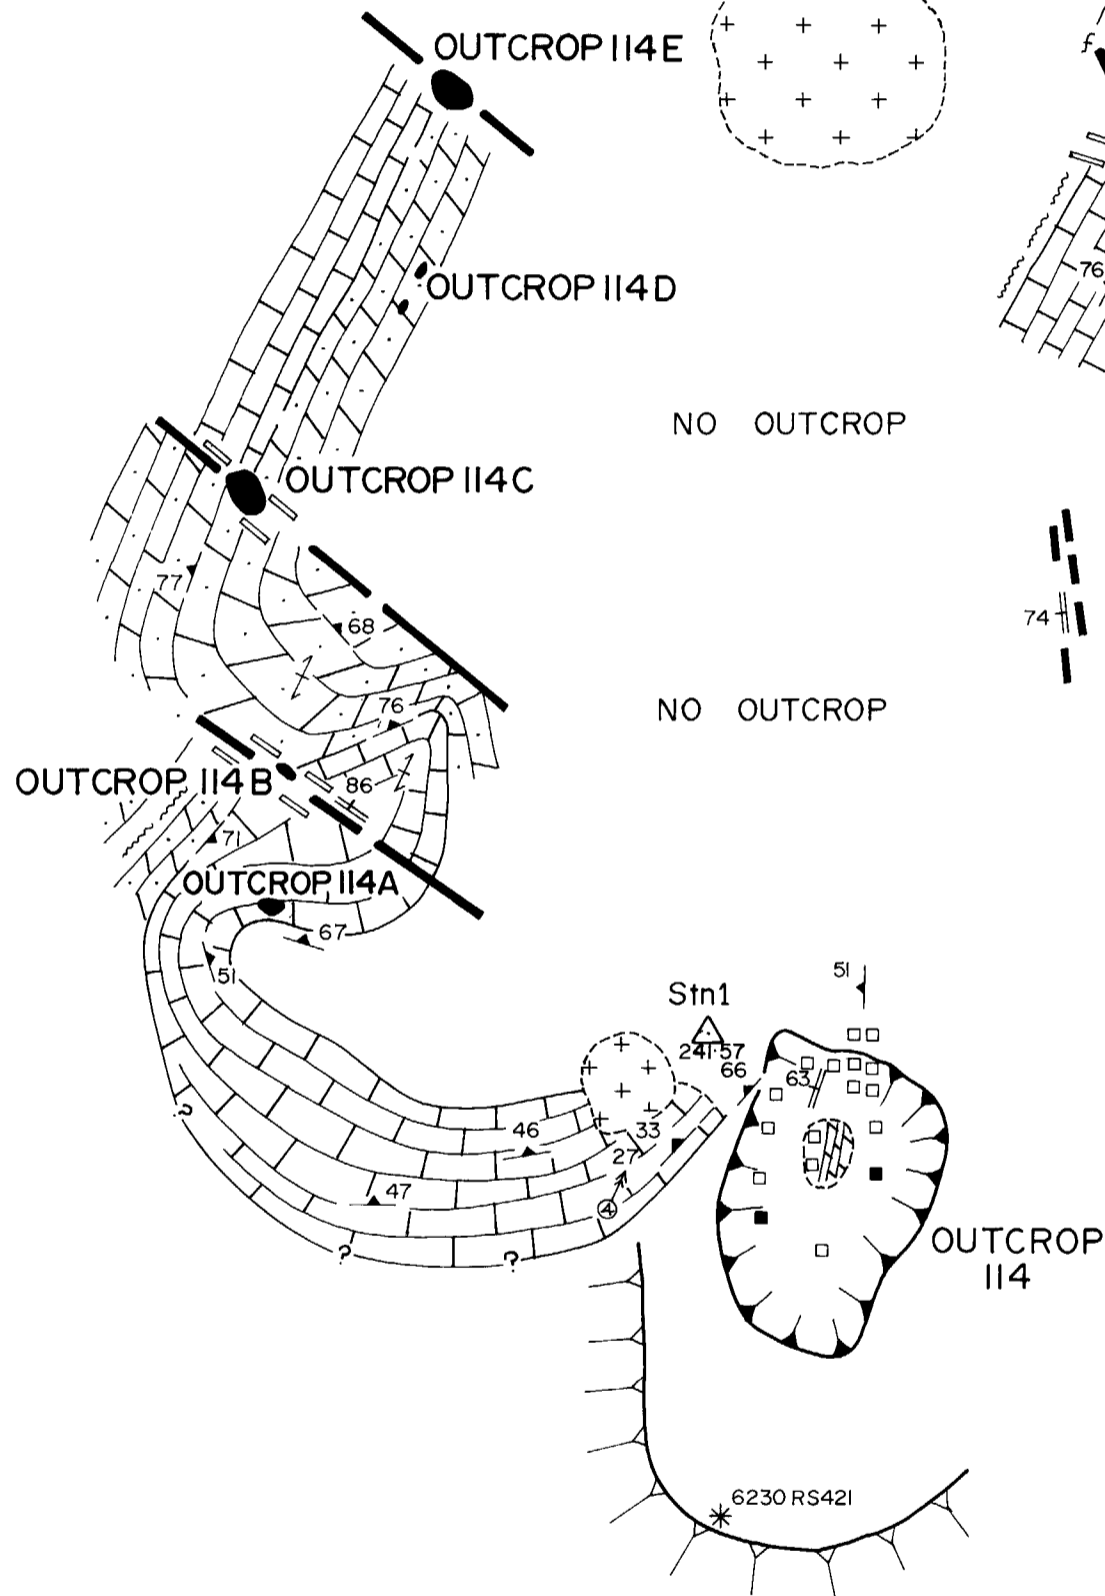 OUTCROP 114E
f
76
OUTCROP 114D
NO OUTCROP
OUTCROP 114C
77
68
74
76
NO OUTCROP
OUTCROP 114B
86
71
OUTCROP 114A
67
51
51
Stn1
241·57
66
63
?
46
33
27
47
4
?
?
OUTCROP
114
6230 RS421